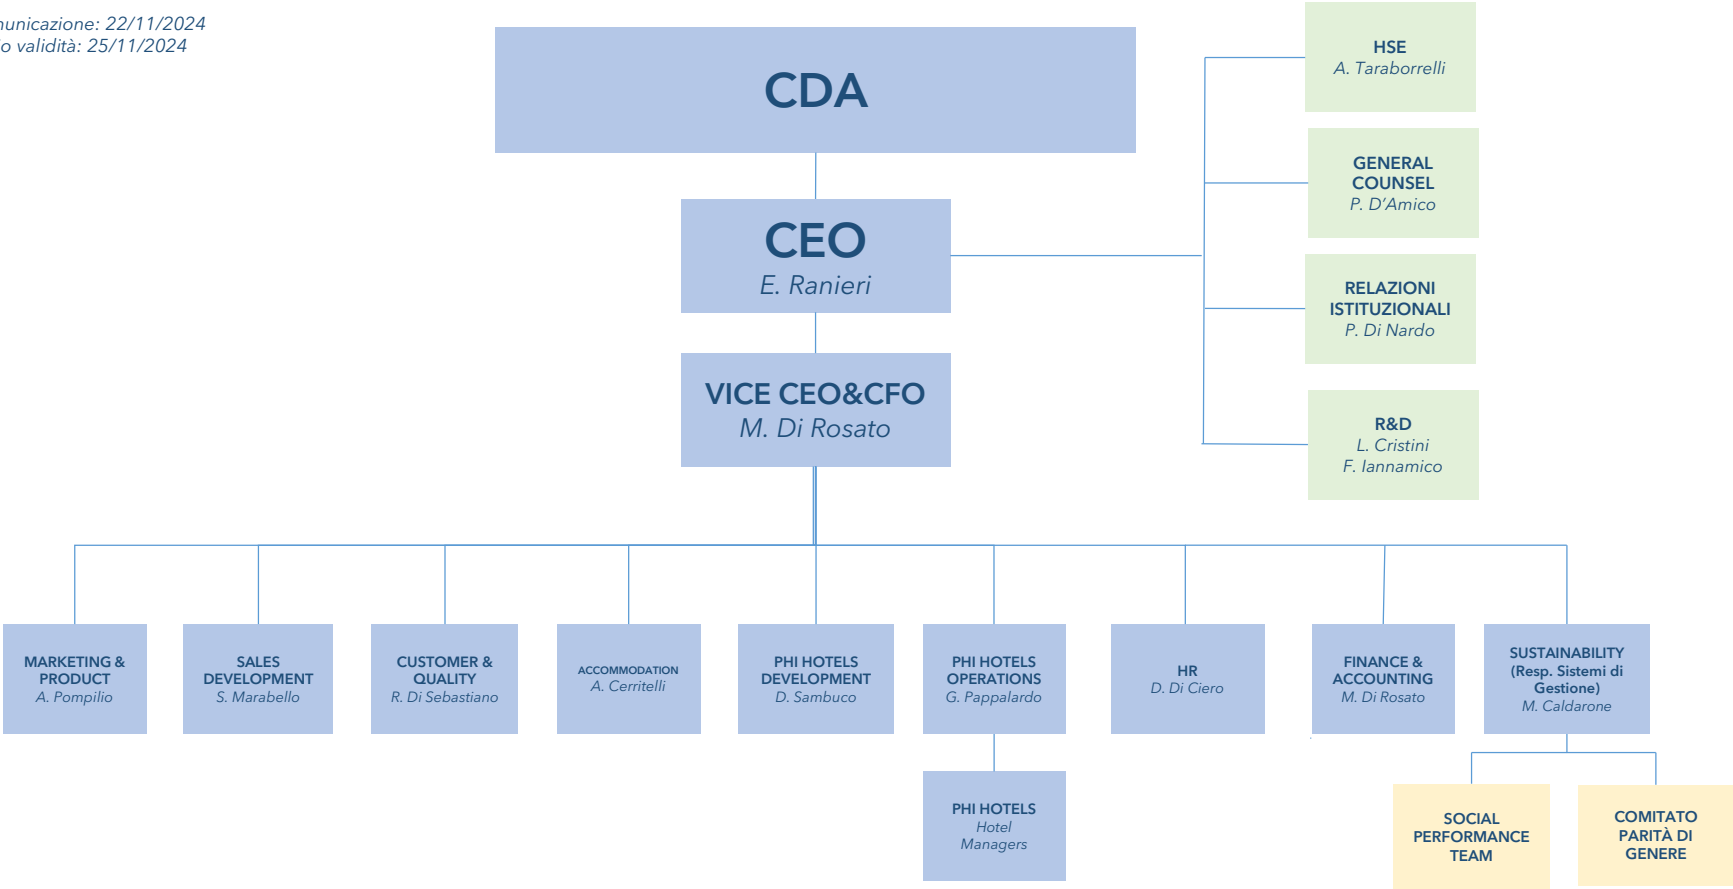 22/11/2024
validità: 25/11/2024
CDA
CEO
E. Ranieri
VICE CEO&CFO
M. Di Rosato
HSE
A. Taraborrelli
GENERAL
COUNSEL
P. D’Amico
RELAZIONI
ISTITUZIONALI
P. Di Nardo
R&D
L. Cristini
F. Iannamico
MARKETING &
PRODUCT
A. Pompilio
SALES
DEVELOPMENT
S. Marabello
CUSTOMER &
QUALITY
R. Di Sebastiano
ACCOMMODATION
A. Cerritelli
PHI HOTELS
DEVELOPMENT
D. Sambuco
PHI HOTELS
OPERATIONS
G. Pappalardo
HR
D. Di Ciero
FINANCE &
ACCOUNTING
M. Di Rosato
SUSTAINABILITY
(Resp. Sistemi di
Gestione)
M. Caldarone
PHI HOTELS
Hotel
Managers
SOCIAL
PERFORMANCE
TEAM
COMITATO
PARITÀ DI
GENERE